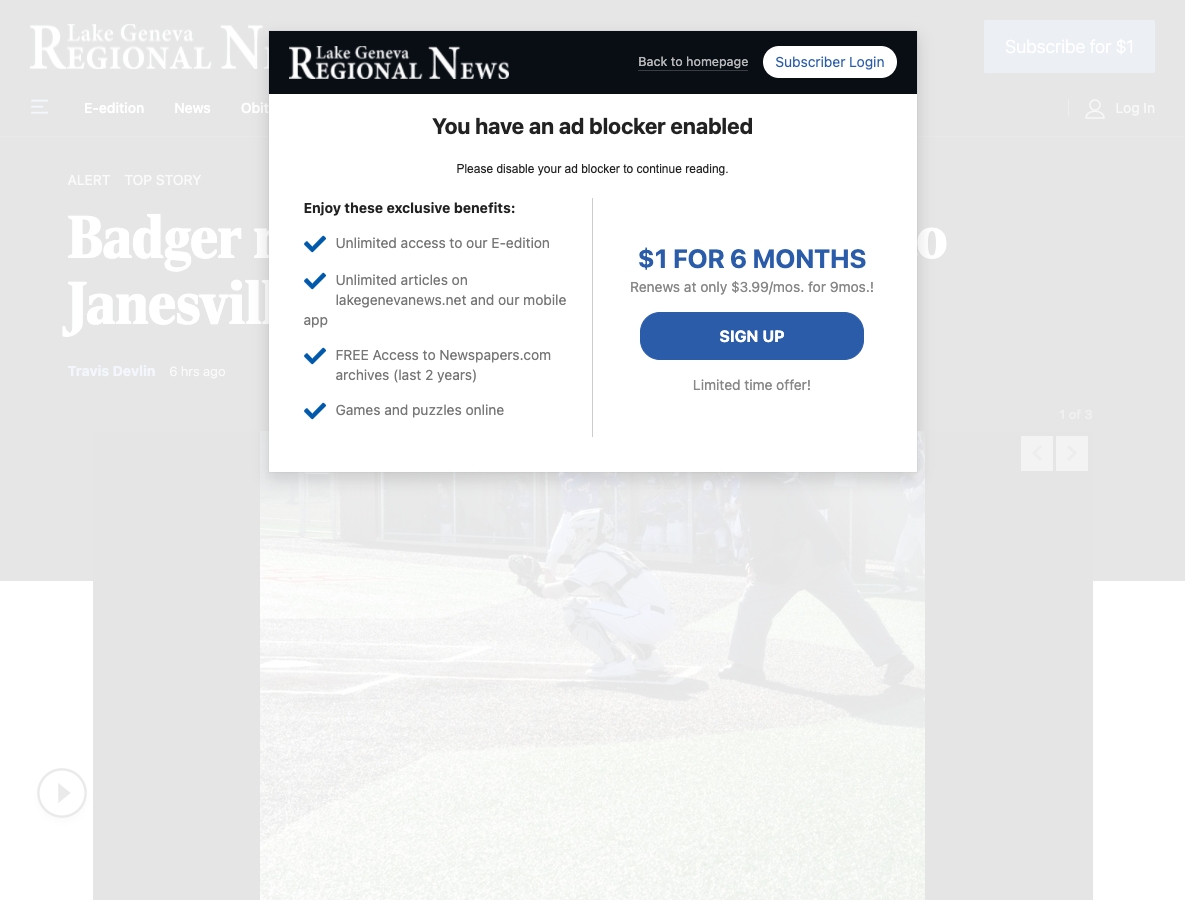 Lake Geneva
REGIONAL N
Subscribe for $1
E-edition
News
Obit
Log In
ALERT
TOP STORY
Badger
o
Janesvill
Travis Devlin
6 hrs ago
1 of 3
Lake Geneva
REGIONAL NEWS
Back to homepage
Subscriber Login
You have an ad blocker enabled
Please disable your ad blocker to continue reading.
Enjoy these exclusive benefits:
Unlimited access to our E-edition
Unlimited articles on
lakegenevanews.net and our mobile
app
FREE Access to Newspapers.com
archives (last 2 years)
Games and puzzles online
$1 FOR 6 MONTHS
Renews at only $3.99/mos. for 9mos.!
SIGN UP
Limited time offer!